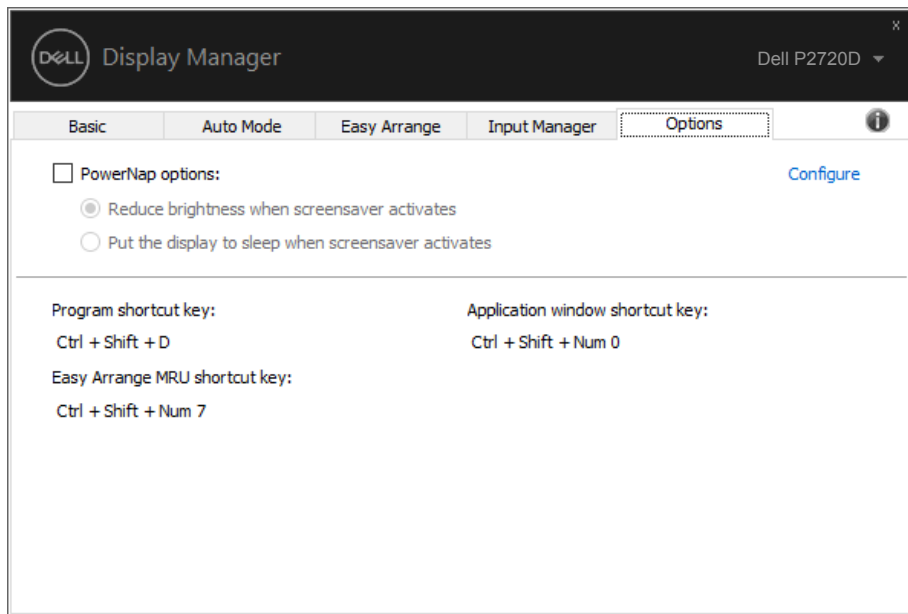 DELL Display Manager
Dell P2720D
x
Basic Auto Mode Easy Arrange Input Manager Options
PowerNap options: Configure
Reduce brightness when screensaver activates
Put the display to sleep when screensaver activates
Program shortcut key: Application window shortcut key:
Ctrl + Shift + D Ctrl + Shift + Num 0
Easy Arrange MRU shortcut key:
Ctrl + Shift + Num 7